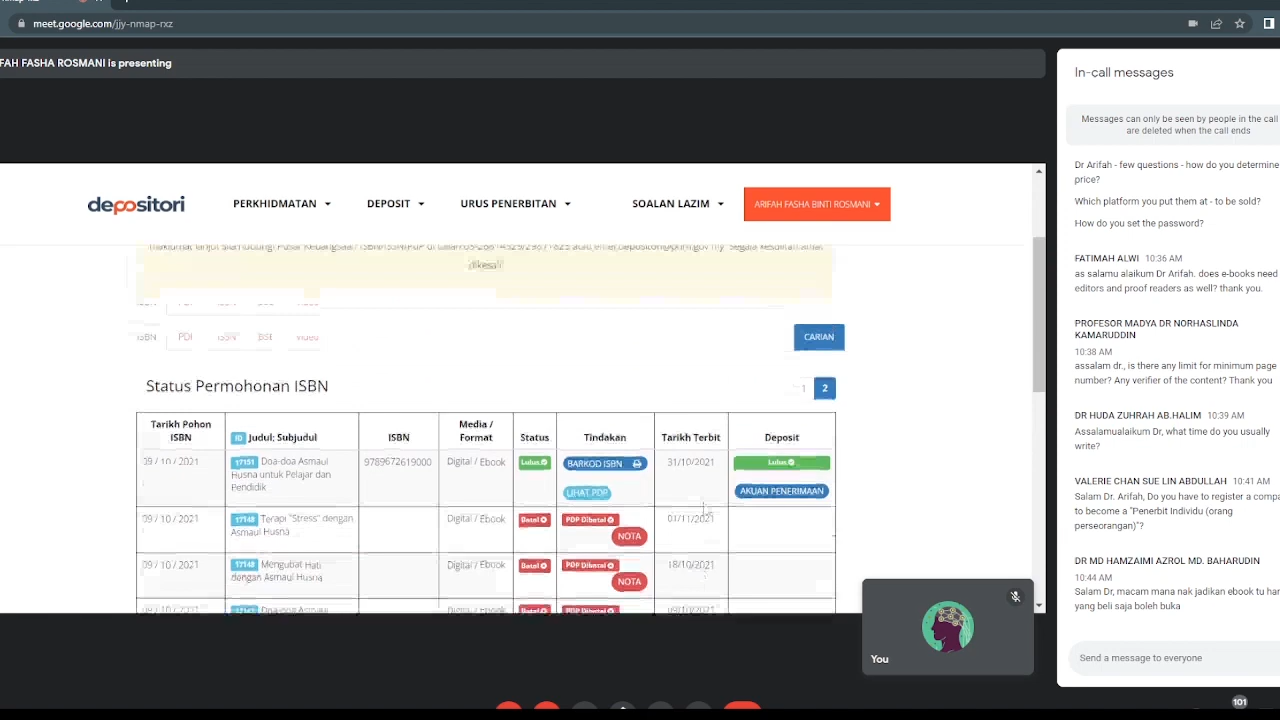 meet.google.com/jjy-nmap-rxz
FAH FASHA ROSMANI is presenting
depositori
PERKHIDMATAN
DEPOSIT
URUS PENERBITAN
SOALAN LAZIM
ARIFAH FASHA BINTI ROSMANI
dikesali
ISBN
CARIAN
Status Permohonan ISBN
1 2
Tarikh Pohon ISBN
ID Judul; Subjudul
ISBN
Media / Format
Status
Tindakan
Tarikh Terbit
Deposit
09 / 10 / 2021
17151 Doa-doa Asmaul
Husna untuk Pelajar dan
Pendidik
9789672619000
Digital / Ebook
Lulus
BARKOD ISBN
LIHAT PDP
31/10/2021
Lulus
AKUAN PENERIMAAN
09 / 10 / 2021
Terapi "Stress" dengan
Asmaul Husna
Digital / Ebook
Batal
PDP Dibatal
NOTA
01/11/2021
09 / 10 / 2021
Mengubat Hati
dengan Asmaul Husna
Digital / Ebook
Batal
PDP Dibatal
NOTA
18/10/2021
You
In-call messages
Messages can only be seen by people in the call
are deleted when the call ends
Dr Arifah - few questions - how do you determine
price?
Which platform you put them at - to be sold?
How do you set the password?
FATIMAH ALWI 10:36 AM
as salamu alaikum Dr Arifah. does e-books need
editors and proof readers as well? thank you.
PROFESOR MADYA DR NORHASLINDA
KAMARUDDIN
10:38 AM
assalam dr., is there any limit for minimum page
number? Any verifier of the content? Thank you
DR HUDA ZUHRAH AB.HALIM 10:39 AM
Assalamualaikum Dr, what time do you usually
write?
VALERIE CHAN SUE LIN ABDULLAH 10:41 AM
Salam Dr. Arifah, Do you have to register a compa
to become a "Penerbit Individu (orang
perseorangan)"?
DR MD HAMZAIMI AZROL MD. BAHARUDIN
10:44 AM
Salam Dr, macam mana nak jadikan ebook tu han
yang beli saja boleh buka
Send a message to everyone
101